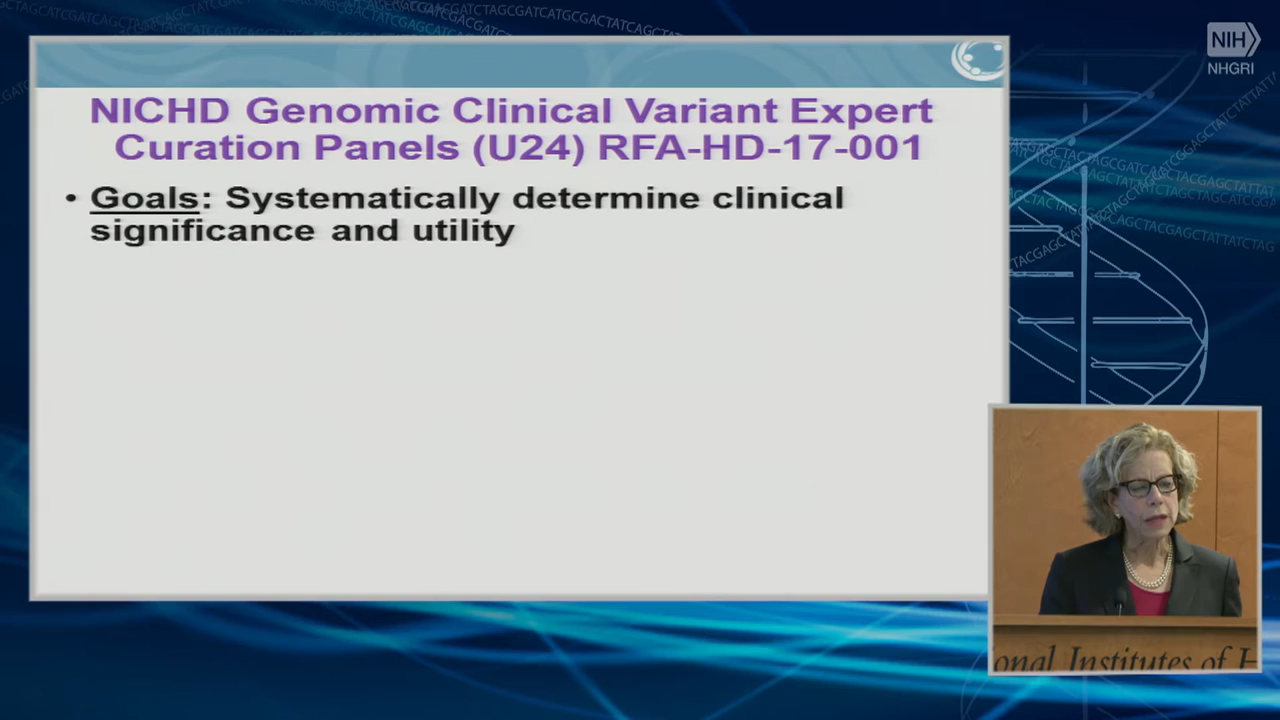 NIH
NHGRI
NICHD Genomic Clinical Variant Expert
Curation Panels (U24) RFA-HD-17-001
• Goals: Systematically determine clinical
significance and utility
onal Institutes of H